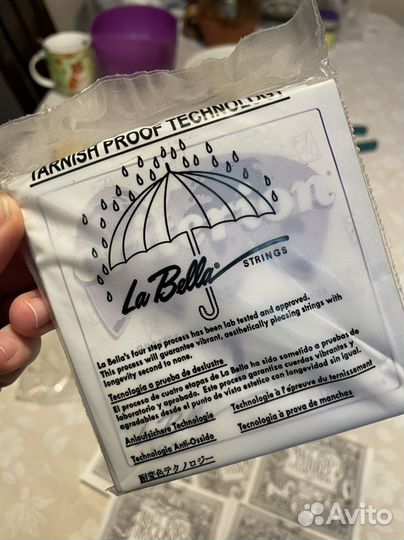 TARNISH PROOF TECHNOLOGY
La Bella®
STRINGS
La Bella's four step process has been lab tested and approved.
This process will guarantee vibrant, aesthetically pleasing strings with
longevity second to none.
Tecnologia a prueba de deslustre
El proceso de cuatro etapas de La Bella ha sido sometido a pruebas de
laboratorio y aprobado. Este proceso garantiza cuerdas vibrantes y
agradables desde el punto de vista estetico con longevidad sin igual.
Anlaufsichere Technologie
Technologie à l'épreuve du ternissement
Tecnologia Anti-Ossido
Tecnologia à prova de manchas
耐変色テクノロジー
Avito